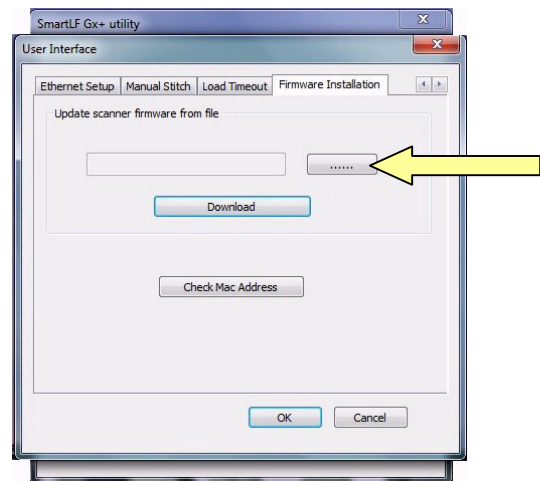 SmartLF Gx+ utility
User Interface
Ethernet Setup Manual Stitch Load Timeout Firmware Installation
Update scanner firmware from file
......
Download
Check Mac Address
OK Cancel